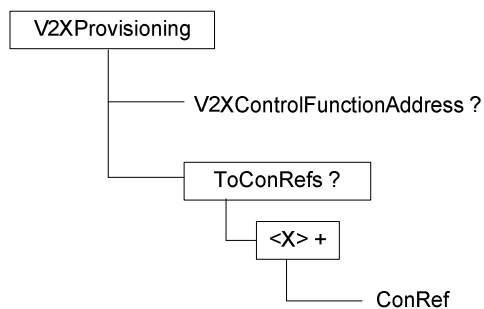 V2XProvisioning
V2XControlFunctionAddress ?
ToConRefs ?
<X> +
ConRef